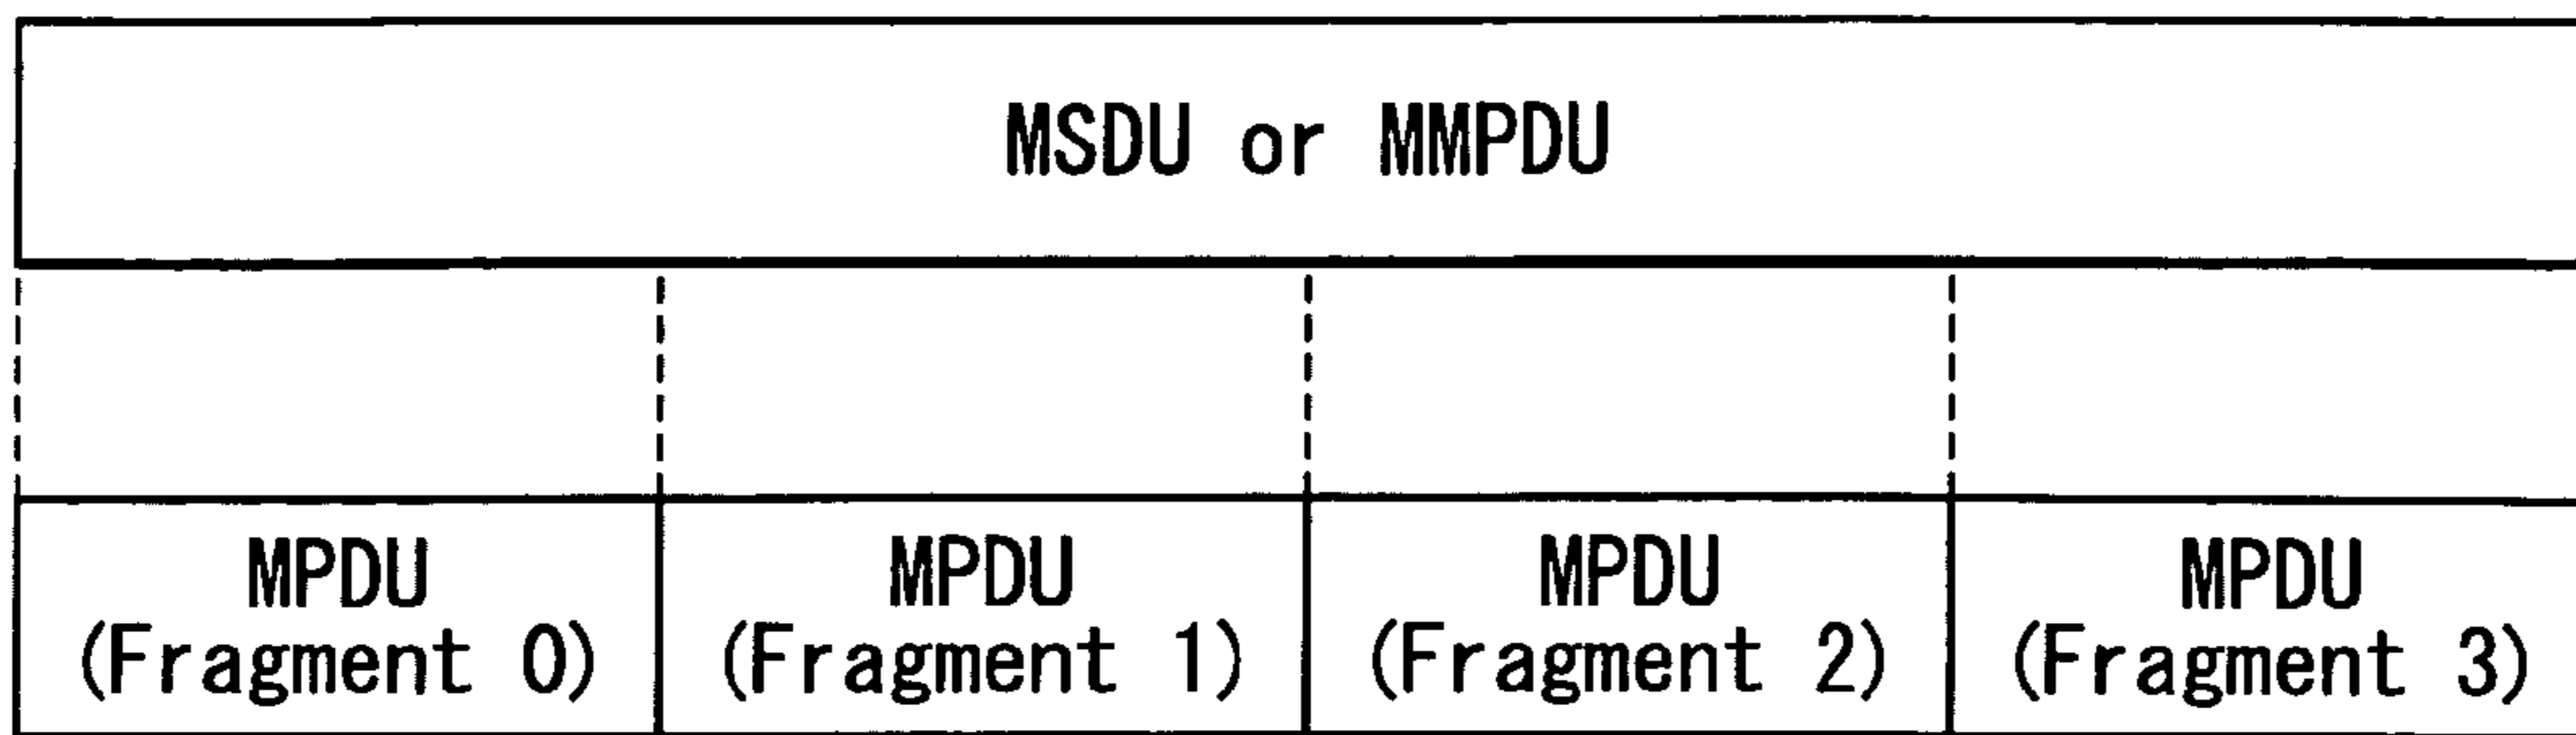 MSDU or MMPDU
MPDU
(Fragment 0)
MPDU
(Fragment 1)
MPDU
(Fragment 2)
MPDU
(Fragment 3)